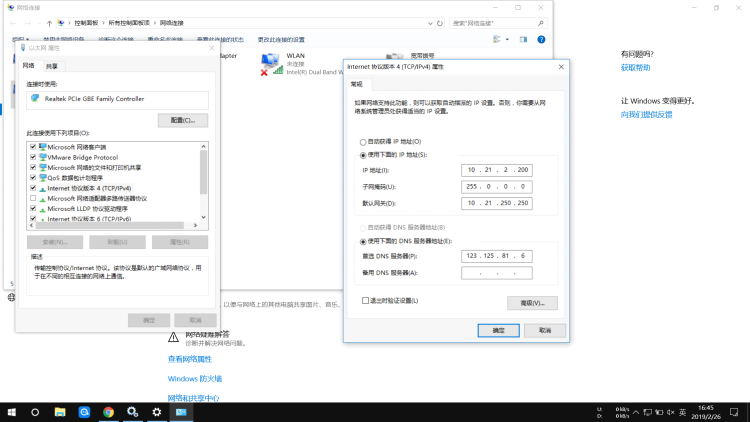 网络连接
控制面板 > 所有控制面板项 > 网络连接
搜索"网络连接"
更改此连接的设置
以太网 属性
网络
共享
连接时使用:
Realtek PCIe GBE Family Controller
配置(C)...
此连接使用下列项目(O):
Microsoft 网络客户端
VMware Bridge Protocol
Microsoft 网络的文件和打印机共享
QoS 数据包计划程序
Internet 协议版本 4 (TCP/IPv4)
Microsoft 网络适配器多路传送器协议
Microsoft LLDP 协议驱动程序
Internet 协议版本 6 (TCP/IPv6)
安装(N)...
卸载(U)
属性(R)
描述
传输控制协议/Internet 协议。该协议是默认的广域网络协议，用
于在不同的相互连接的网络上通信。
确定
取消
dapter
WLAN
未连接
Intel(R) Dual Band W
宽带拨号
Internet 协议版本 4 (TCP/IPv4) 属性
常规
如果网络支持此功能，则可以获取自动指派的 IP 设置。否则，你需要从网
络系统管理员处获得适当的 IP 设置。
自动获得 IP 地址(O)
使用下面的 IP 地址(S):
IP 地址(I):
10 . 21 . 2 . 200
子网掩码(U):
255 . 0 . 0 . 0
默认网关(D):
10 . 21 . 250 . 250
自动获得 DNS 服务器地址(B)
使用下面的 DNS 服务器地址(E):
首选 DNS 服务器(P):
123 . 125 . 81 . 6
备用 DNS 服务器(A):
. . .
退出时验证设置(L)
高级(V)...
确定
取消
有问题吗?
获取帮助
让 Windows 变得更好。
向我们提供反馈
，以便与网络上的其他电脑共享图片、音乐、
网络疑难解答
诊断并解决网络问题。
查看网络属性
Windows 防火墙
网络和共享中心
U: 0 kB/s
D: 0 kB/s
英
16:45
2019/2/26